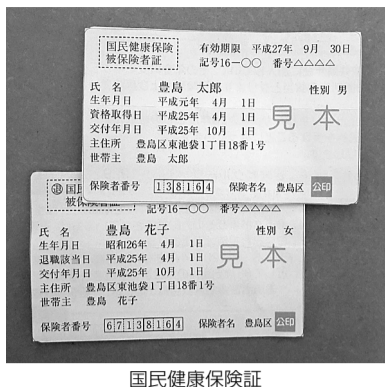 国民健康保険
被保険者証
有効期限 平成27年 9月 30日
記号16−○○ 番号△△△△
氏名 豊島 太郎 性別 男
生年月日 平成元年 4月 1日
資格取得日 平成25年 4月 1日
交付年月日 平成25年 10月 1日
見本
主住所 豊島区東池袋1丁目18番1号
世帯主 豊島 太郎
保険者番号 138164 保険者名 豊島区 公印
退 国民
被保険者証
記号16−○○ 番号△△△△
氏名 豊島 花子 性別 女
生年月日 昭和26年 4月 1日
退職該当日 平成25年 4月 1日
交付年月日 平成25年 10月 1日
見本
主住所 豊島区東池袋1丁目18番1号
世帯主 豊島 花子
保険者番号 67138164 保険者名 豊島区 公印
国民健康保険証